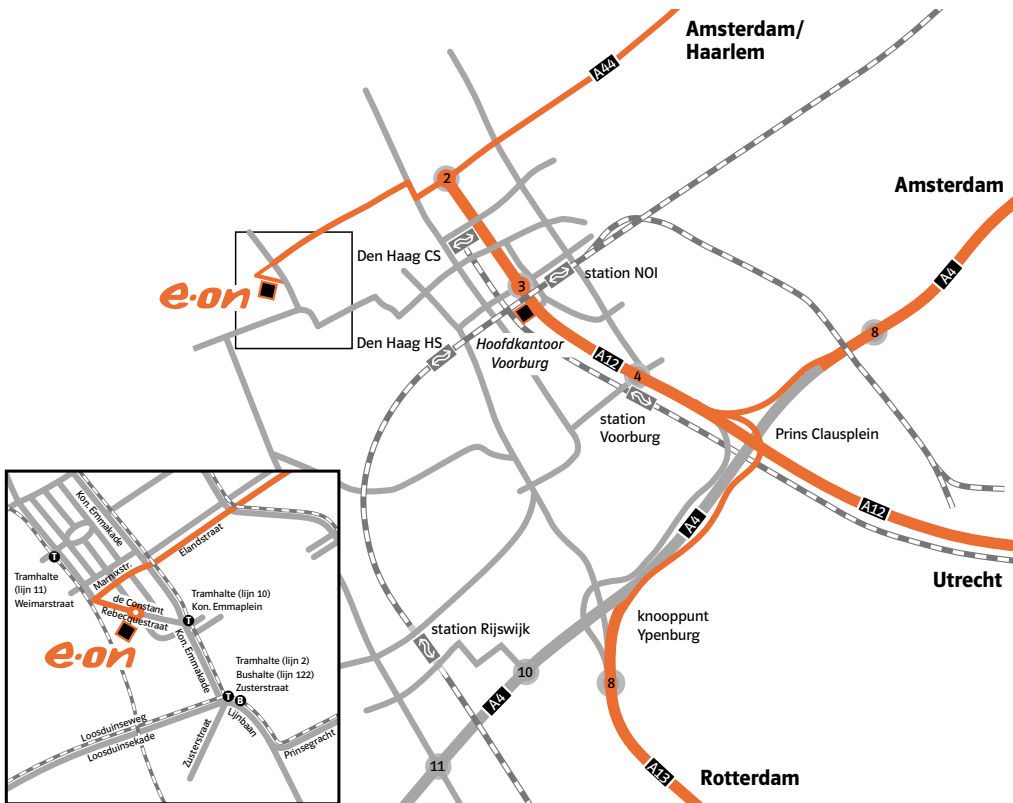 Amsterdam/
Haarlem
A44
2
Amsterdam
Den Haag CS
station NOI
A4
e·on
3
8
Den Haag HS
Hoofdkantoor
Voorburg
A12
4
station
Voorburg
Prins Clausplein
A12
A4
Utrecht
knooppunt
Ypenburg
station Rijswijk
10
8
A4
11
A13
Rotterdam
Kon. Emmakade
Elandstraat
T
Marnixstr.
Tramhalte
(lijn 11)
Weimarstraat
de Constant
Rebecquestraat
Tramhalte (lijn 10)
Kon. Emmaplein
T
e·on
Kon. Emmakade
Tramhalte (lijn 2)
Bushalte (lijn 122)
Zusterstraat
T
B
Lijnbaan
Loosduinseweg
Loosduinsekade
Zusterstraat
Prinsegracht